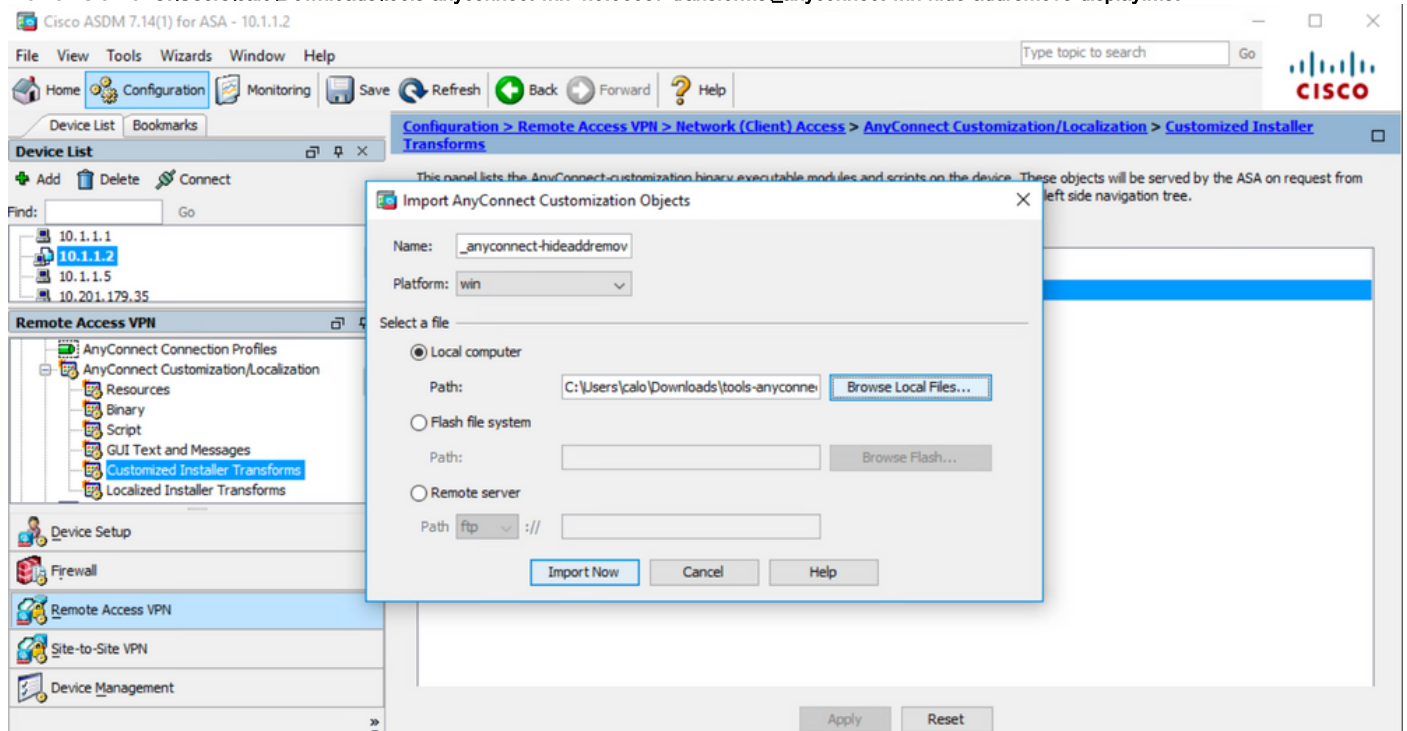 Cisco ASDM 7.14(1) for ASA - 10.1.1.2
File View Tools Wizards Window Help
Type topic to search Go
Home Configuration Monitoring Save Refresh Back Forward Help
CISCO
Device List Bookmarks
Configuration > Remote Access VPN > Network (Client) Access > AnyConnect Customization/Localization > Customized Installer
Transforms
Device List
Add Delete Connect
This panel lists the AnyConnect-customization binary executable modules and scripts on the device. These objects will be served by the ASA on request from
left side navigation tree.
Find: Go
10.1.1.1
10.1.1.2
10.1.1.5
10.201.179.35
Remote Access VPN
AnyConnect Connection Profiles
AnyConnect Customization/Localization
Resources
Binary
Script
GUI Text and Messages
Customized Installer Transforms
Localized Installer Transforms
Device Setup
Firewall
Remote Access VPN
Site-to-Site VPN
Device Management
»
Import AnyConnect Customization Objects
Name: _anyconnect-hideaddremov
Platform: win
Select a file
Local computer
Path: C:\Users\calo\Downloads\tools-anyconne Browse Local Files...
Flash file system
Path: Browse Flash...
Remote server
Path ftp ://
Import Now Cancel Help
Apply Reset